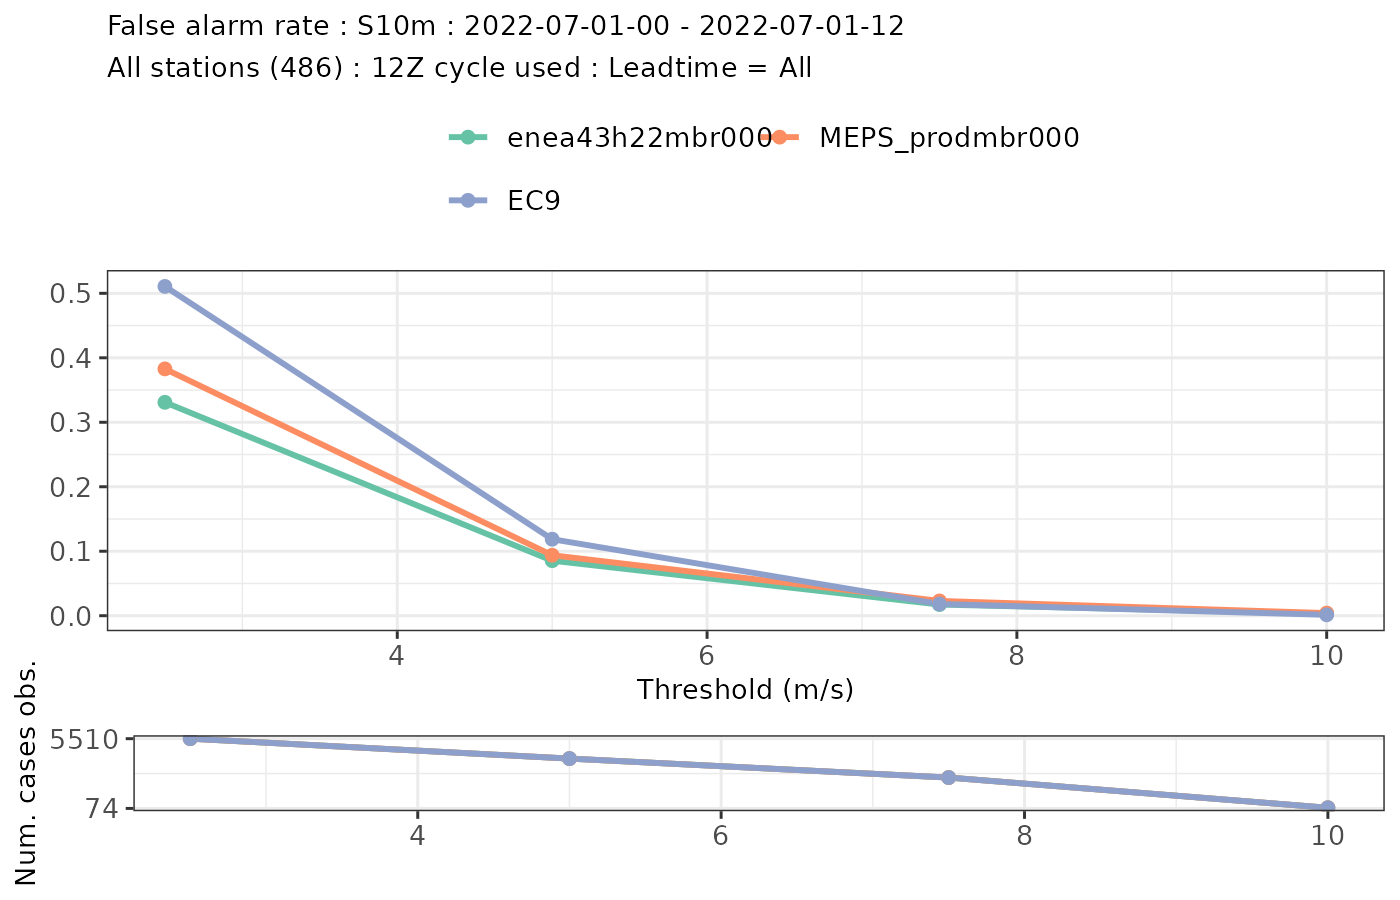 False alarm rate : S10m : 2022-07-01-00 - 2022-07-01-12
All stations (486) : 12Z cycle used : Leadtime = All
enea43h22mbr000 MEPS_prodmbr000
EC9
0.5
0.4
0.3
0.2
0.1
0.0
4 6 8 10
Threshold (m/s)
Num. cases obs.
5510
74
4 6 8 10